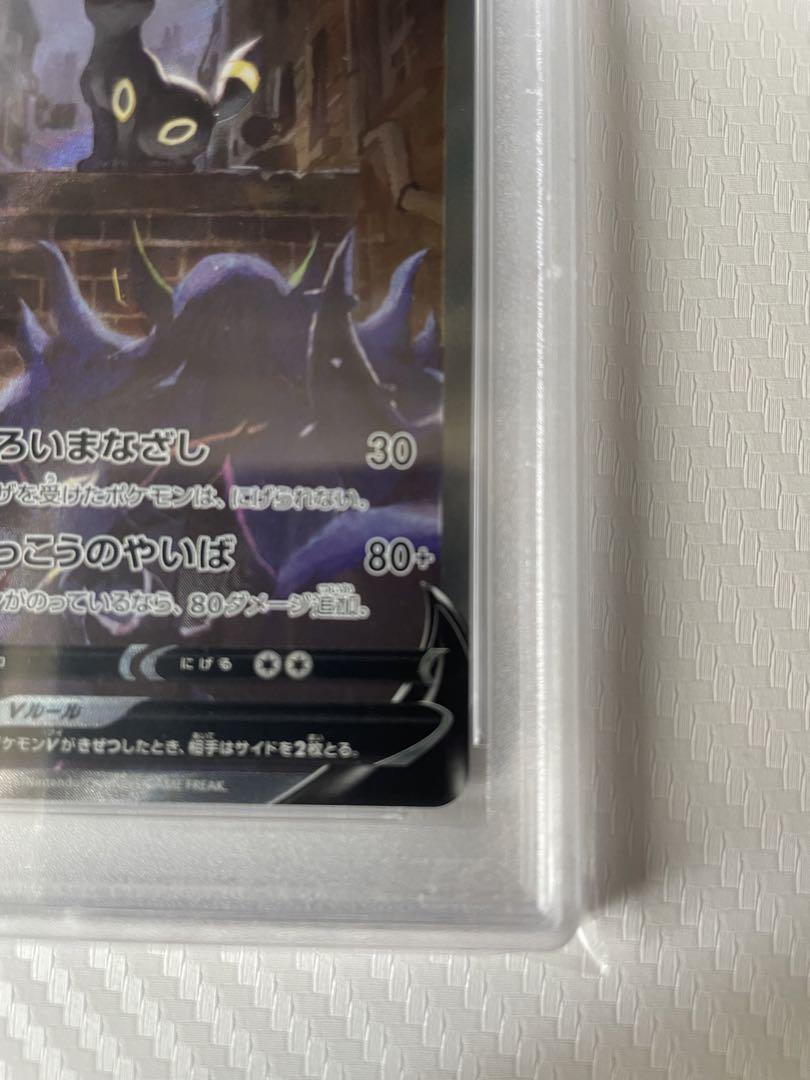 ろいまなざし 30
ザを受けたポケモンは、にげられない。
っこうのやいば 80+
がのっているなら、80ダメージ追加。
にげる
Vルール
ケモンVがきぜつしたとき、相手はサイドを2枚とる。
Nintendo GAME FREAK.